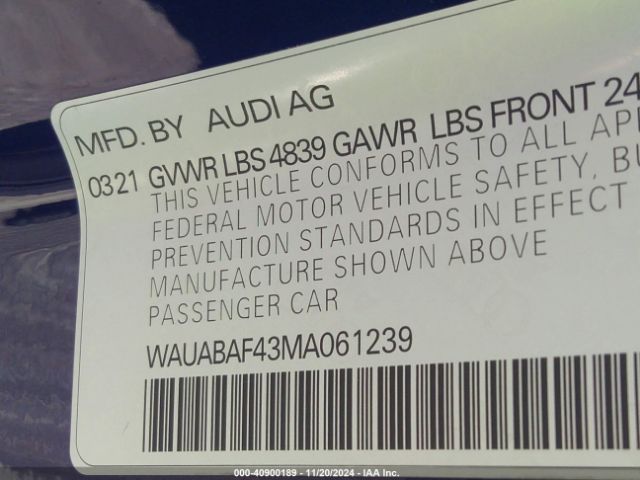 MFD. BY AUDI AG
0321 GVWR LBS 4839 GAWR LBS FRONT 24
THIS VEHICLE CONFORMS TO ALL
FEDERAL MOTOR VEHICLE SAFETY,
PREVENTION STANDARDS IN EFFECT
MANUFACTURE SHOWN ABOVE
PASSENGER CAR
WAUABAF43MA061239
000-40900189 - 11/20/2024 - IAA Inc.